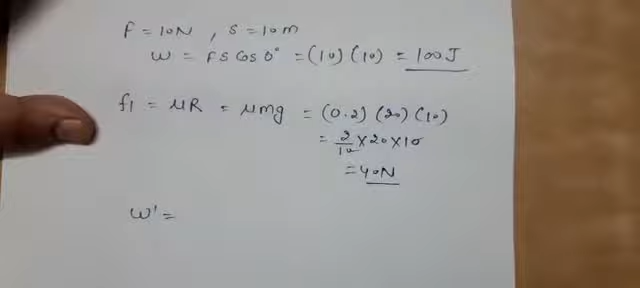 F = 10N , S = 10m
W = FS Cos 0° = (10) (10) = 100J
f1 = μR = μmg = (0.2) (20) (10)
= 2/10 x 20 x 10
= 40N
W' =